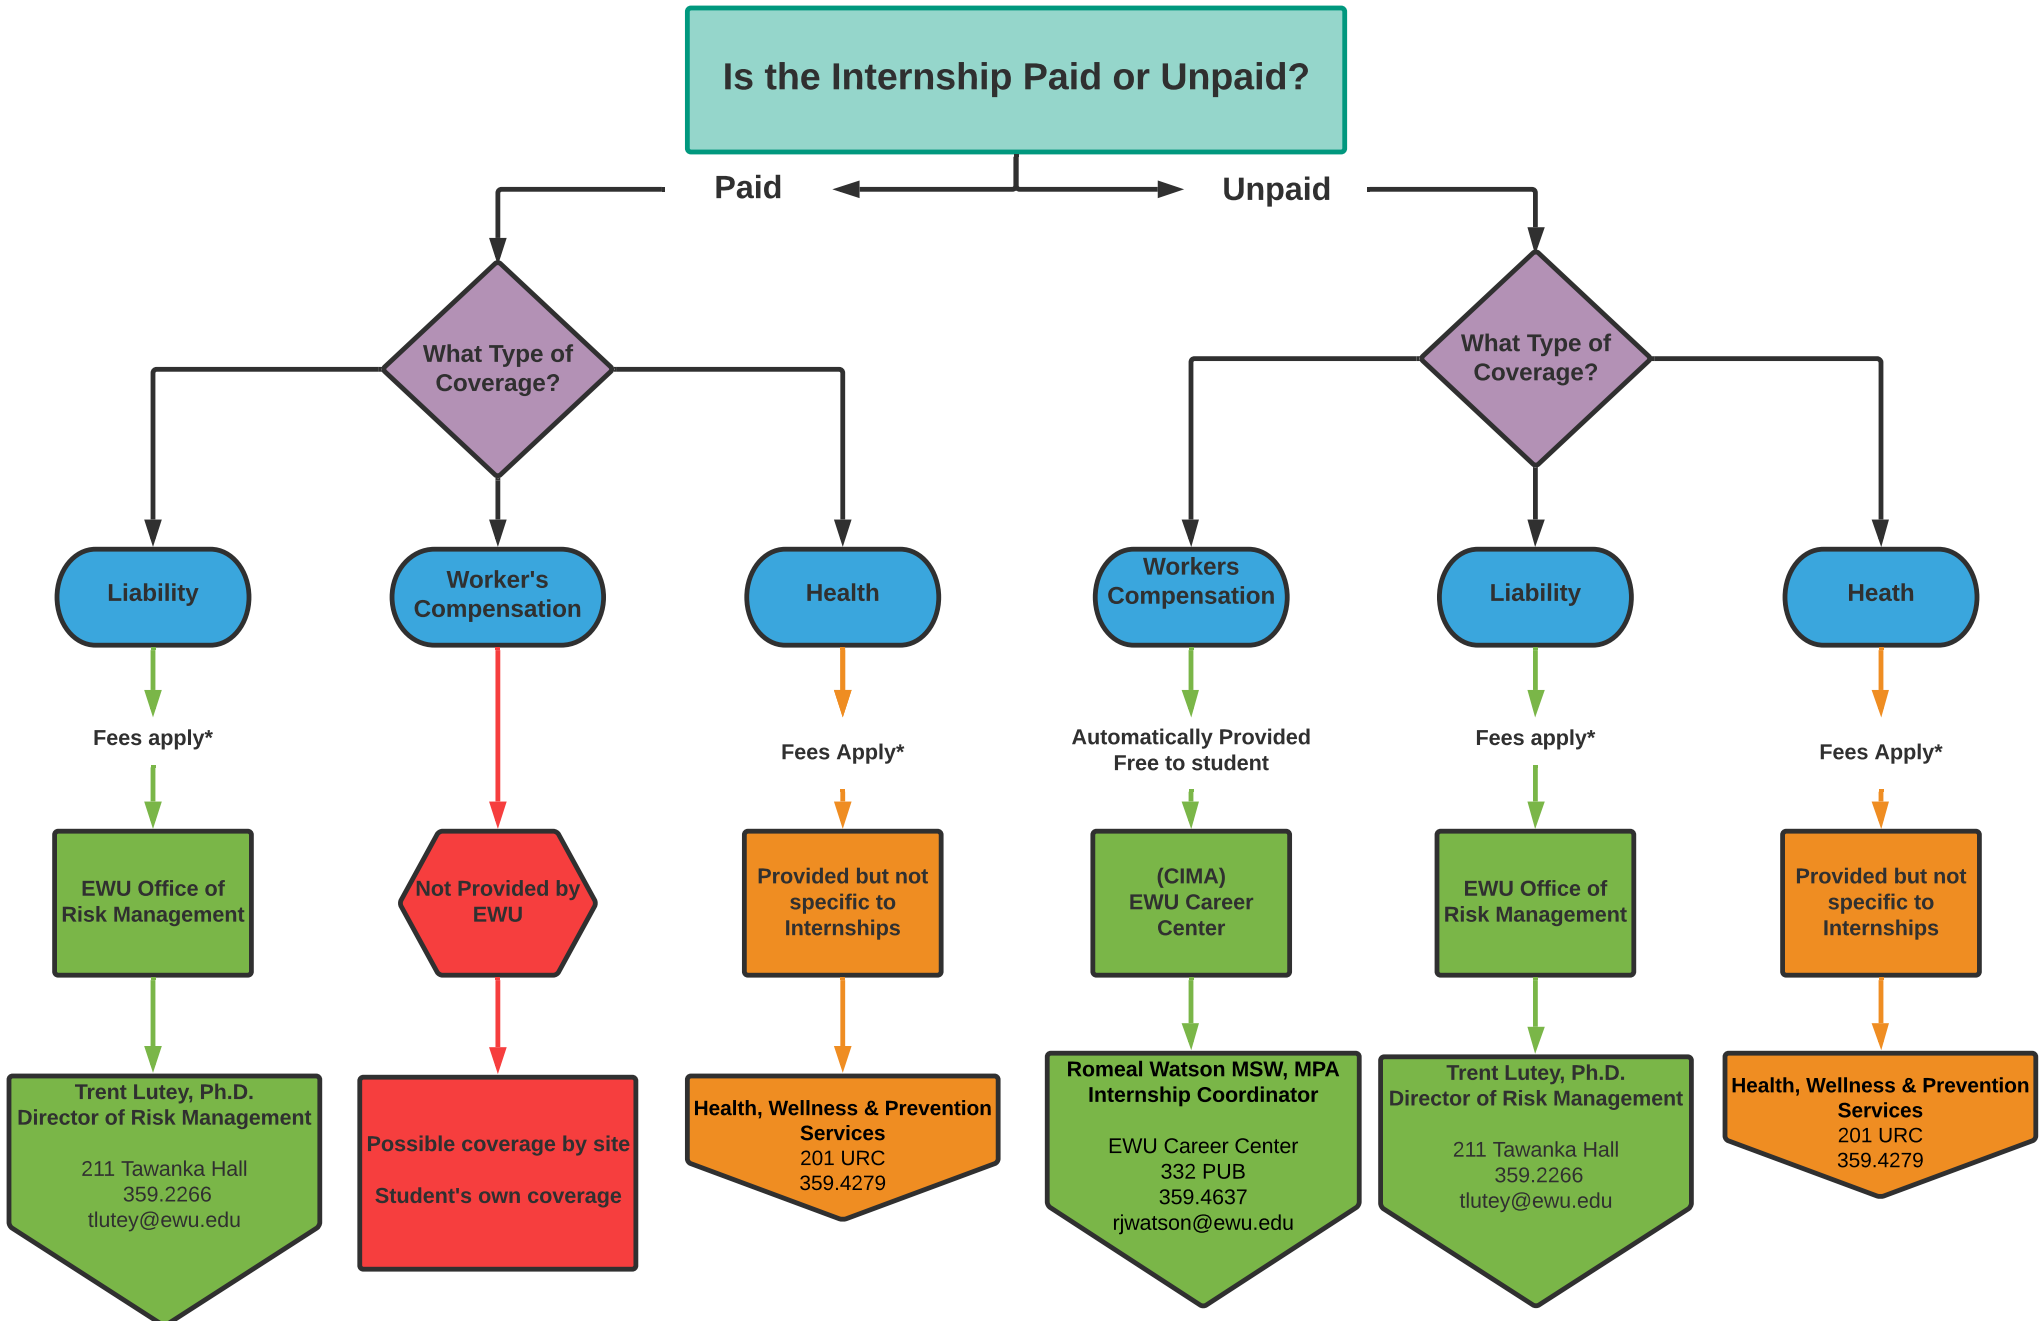 Is the Internship Paid or Unpaid?
Paid
Unpaid
What Type of
Coverage?
What Type of
Coverage?
Liability
Worker's
Compensation
Health
Workers
Compensation
Liability
Heath
Fees apply*
Fees Apply*
Automatically Provided
Free to student
Fees apply*
Fees Apply*
EWU Office of
Risk Management
Not Provided by
EWU
Provided but not
specific to
Internships
(CIMA)
EWU Career
Center
EWU Office of
Risk Management
Provided but not
specific to
Internships
Trent Lutey, Ph.D.
Director of Risk Management
211 Tawanka Hall
359.2266
tlutey@ewu.edu
Possible coverage by site
Student's own coverage
Health, Wellness & Prevention
Services
201 URC
359.4279
Romeal Watson MSW, MPA
Internship Coordinator
EWU Career Center
332 PUB
359.4637
rjwatson@ewu.edu
Trent Lutey, Ph.D.
Director of Risk Management
211 Tawanka Hall
359.2266
tlutey@ewu.edu
Health, Wellness & Prevention
Services
201 URC
359.4279